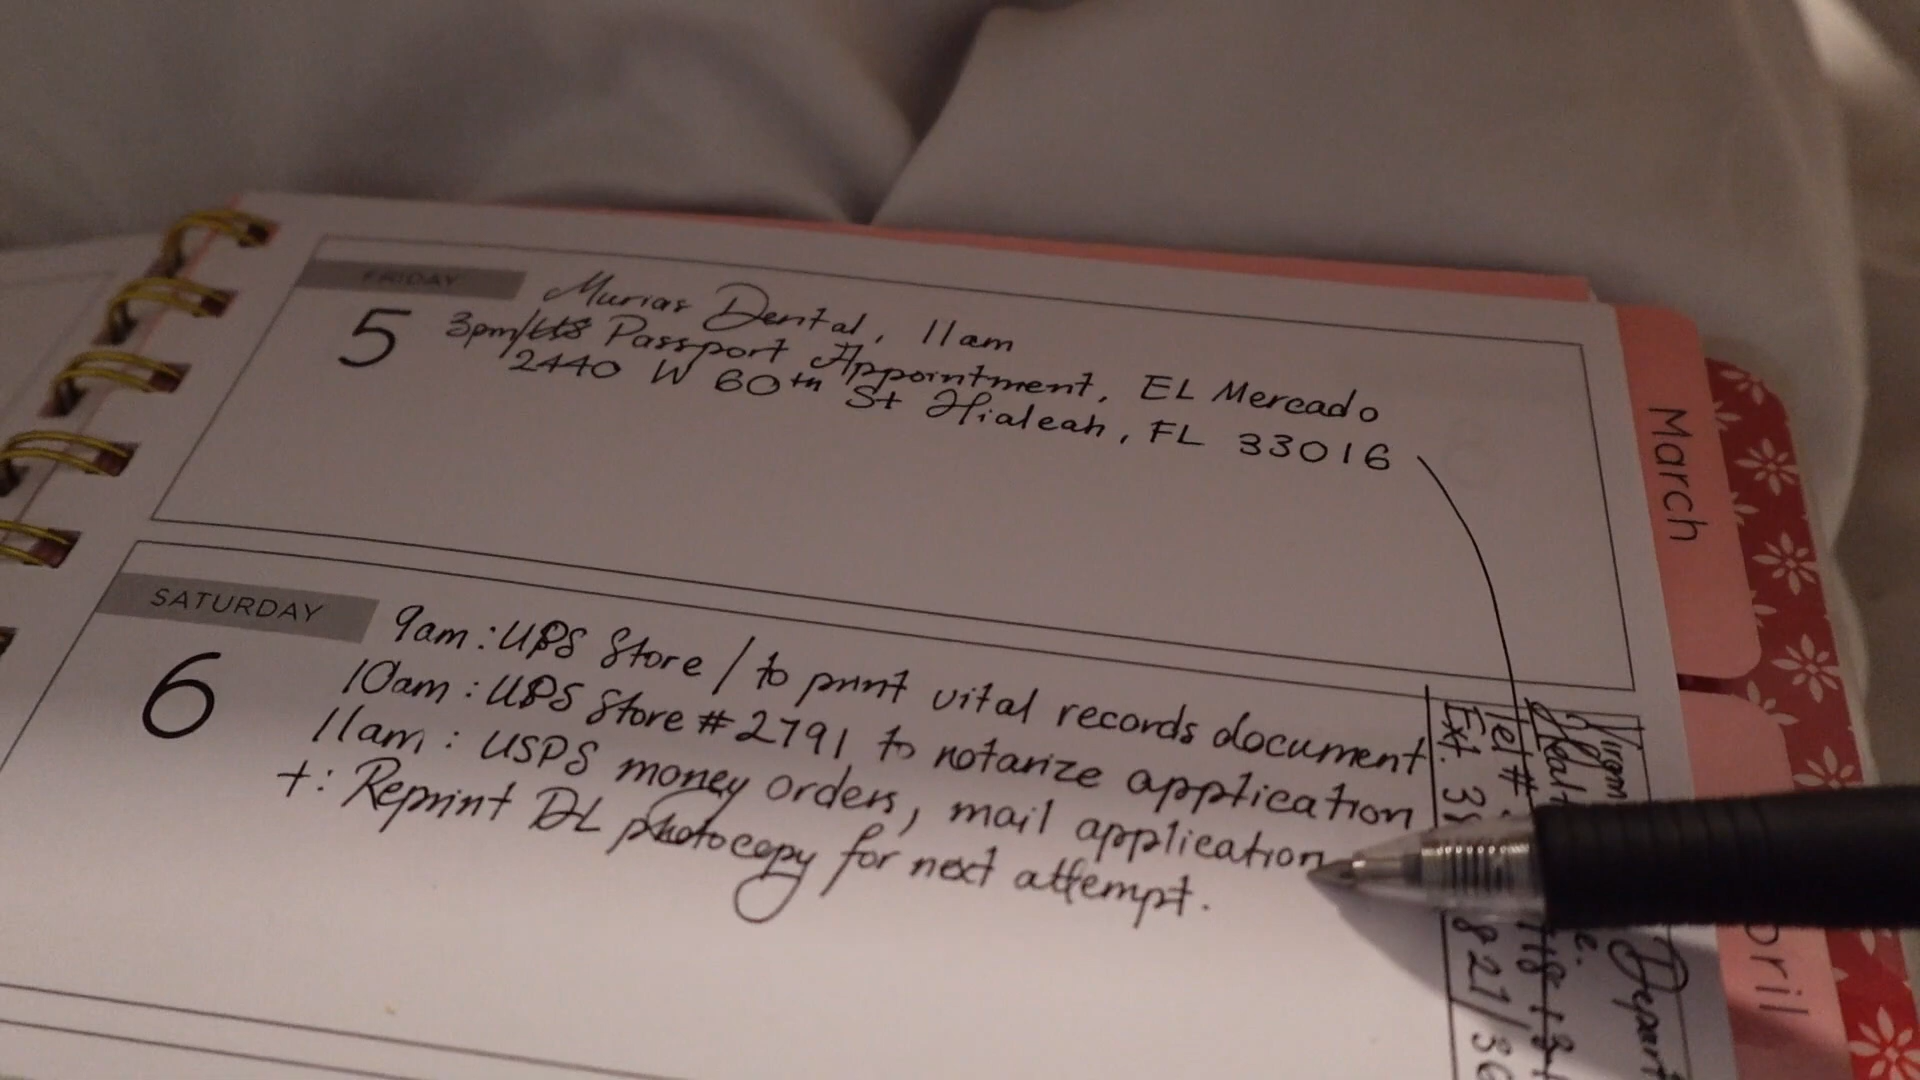 FRIDAY
5
Murias Dental, 11am
3pm/ Passport Appointment, EL Mercado
2440 W 60th St Hialeah, FL 33016
SATURDAY
6
9am: UPS Store / to print vital records document
10am: UPS Store #2791, to notarize application
11am: USPS money orders, mail application
+: Reprint DL photocopy for next attempt.
March
Tel #
Ext.